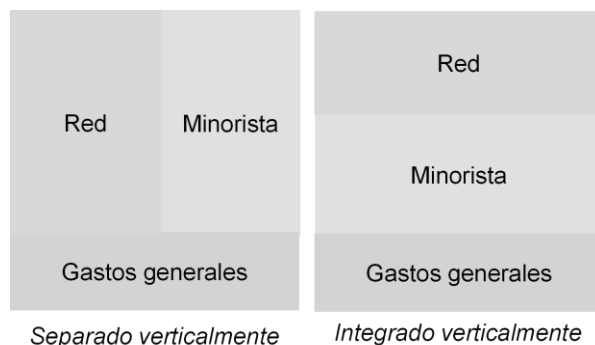 Red
Minorista
Gastos generales
Separado verticalmente
Red
Minorista
Gastos generales
Integrado verticalmente